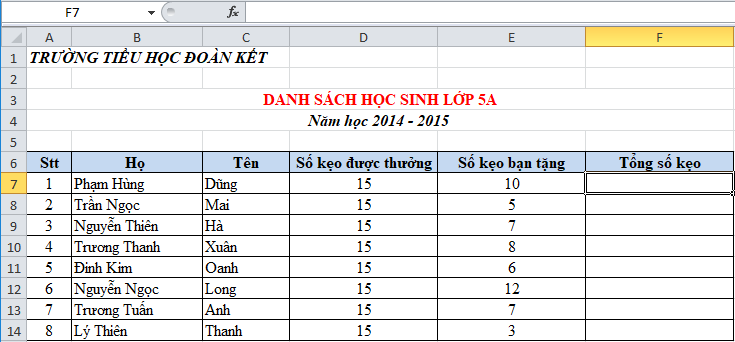 F7 fx
A B C D E F
1 TRƯỜNG TIỂU HỌC ĐOÀN KẾT
2
3 DANH SÁCH HỌC SINH LỚP 5A
4 Năm học 2014 - 2015
5
6 Stt Họ Tên Số kẹo được thưởng Số kẹo bạn tặng Tổng số kẹo
7 1 Phạm Hùng Dũng 15 10
8 2 Trần Ngọc Mai 15 5
9 3 Nguyễn Thiên Hà 15 7
10 4 Trương Thanh Xuân 15 8
11 5 Đinh Kim Oanh 15 6
12 6 Nguyễn Ngọc Long 15 12
13 7 Trương Tuấn Anh 15 7
14 8 Lý Thiên Thanh 15 3